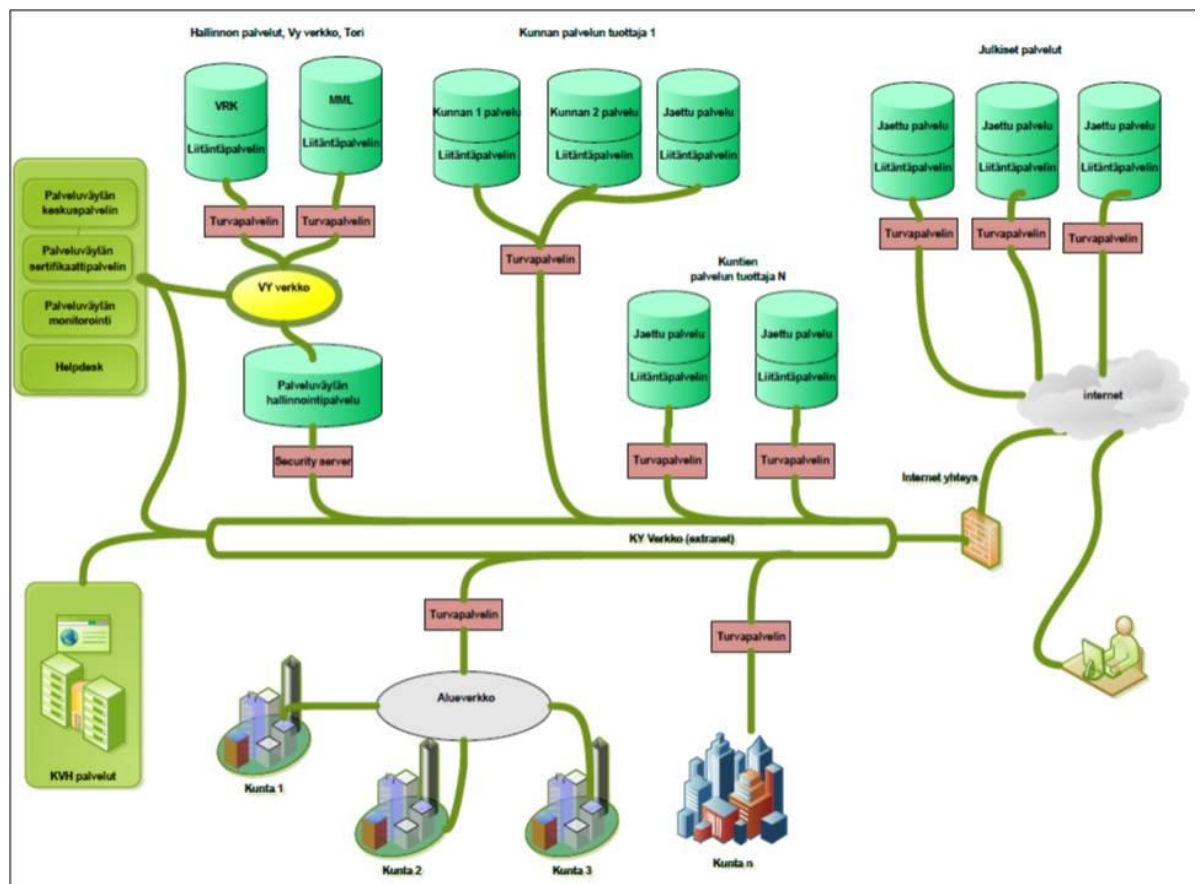 Hallinnon palvelut, Vy verkko, Tori
Kunnan palvelun tuottaja 1
Julkiset palvelut
VRK
Liitäntäpalvelin
MML
Liitäntäpalvelin
Kunnan 1 palvelu
Liitäntäpalvelin
Kunnan 2 palvelu
Liitäntäpalvelin
Jaettu palvelu
Liitäntäpalvelin
Jaettu palvelu
Liitäntäpalvelin
Jaettu palvelu
Liitäntäpalvelin
Jaettu palvelu
Liitäntäpalvelin
Palveluväylän
keskuspalvelin
Palveluväylän
sertifikaattipalvelin
Palveluväylän
monitorointi
Helpdesk
Turvapalvelin
Turvapalvelin
Turvapalvelin
Turvapalvelin
Turvapalvelin
Turvapalvelin
VY verkko
Kuntien
palvelun tuottaja N
Jaettu palvelu
Liitäntäpalvelin
Jaettu palvelu
Liitäntäpalvelin
Palveluväylän
hallinnointipalvelu
internet
Security server
Turvapalvelin
Turvapalvelin
Internet yhteya
KY Verkko (extranet)
Turvapalvelin
Turvapalvelin
Alueverkko
KVH palvelut
Kunta 1
Kunta 2
Kunta 3
Kunta n